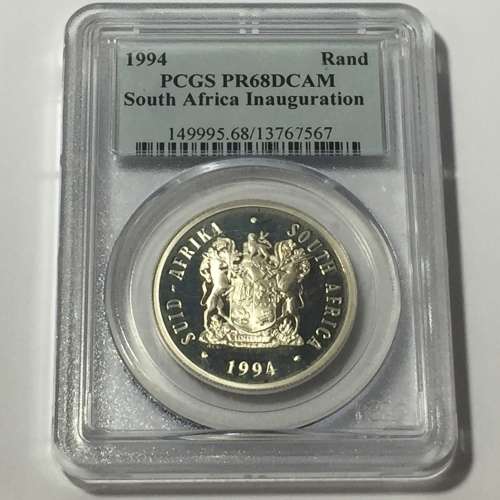 1994 Rand
PCGS PR68DCAM
South Africa Inauguration
149995.68/13767567
SUID-AFRIKA · SOUTH AFRICA
· 1994 ·